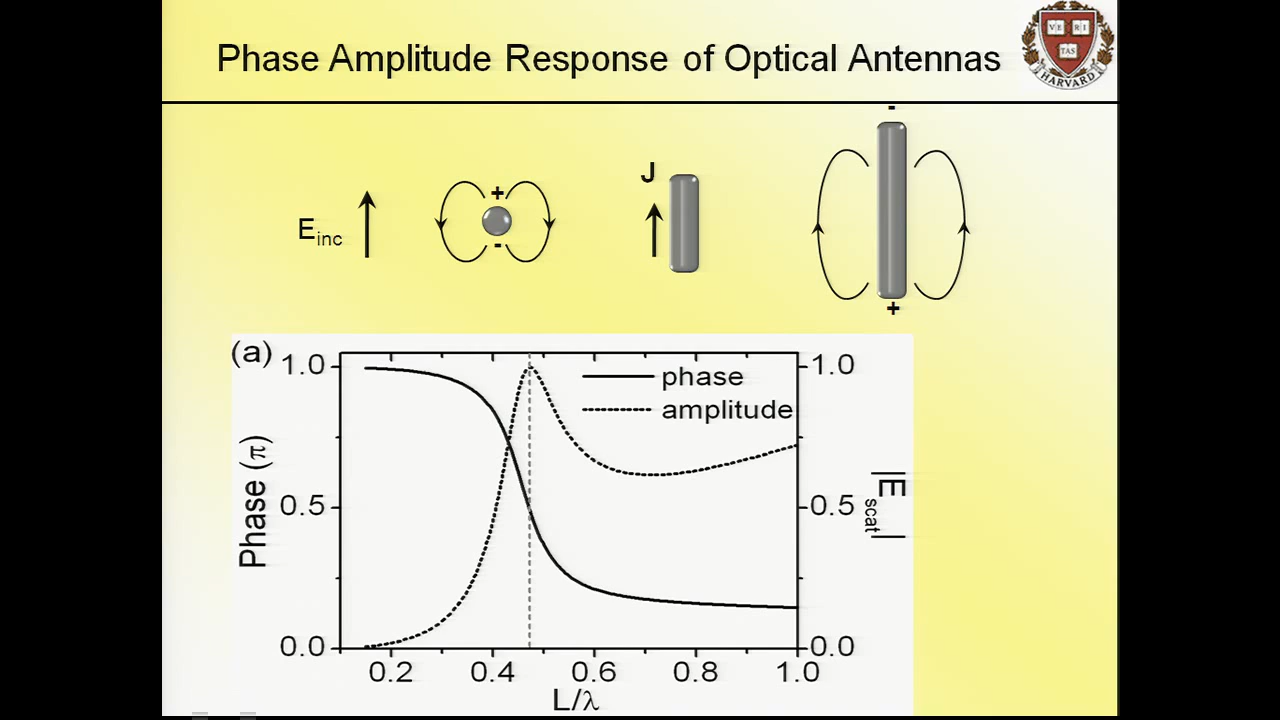 Phase Amplitude Response of Optical Antennas
VE RI
TAS
HARVARD
-
J
+
E_inc
-
+
(a)
1.0
1.0
phase
amplitude
Phase (π)
0.5
0.5
|E_scat|
0.0
0.0
0.2 0.4 0.6 0.8 1.0
L/λ